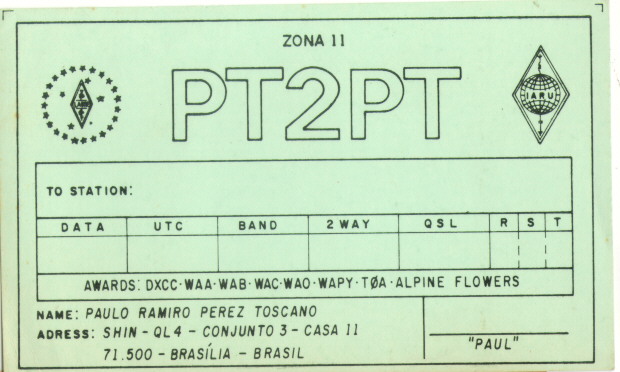 ZONA 11
PT2PT
IARU
TO STATION:
DATA UTC BAND 2 WAY QSL R S T
AWARDS: DXCC·WAA·WAB·WAC·WAO·WAPY·TØA·ALPINE FLOWERS
NAME: PAULO RAMIRO PEREZ TOSCANO
ADRESS: SHIN - QL4 - CONJUNTO 3 - CASA 11
71.500 - BRASÍLIA - BRASIL
"PAUL"